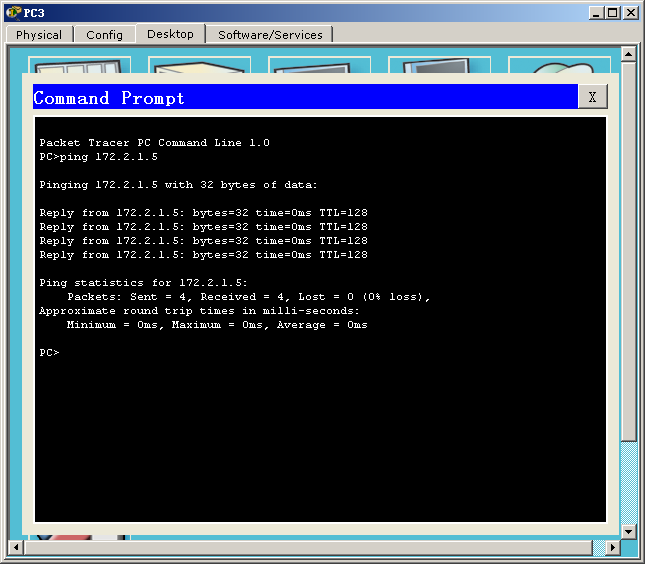 PC3
Physical Config Desktop Software/Services
Command Prompt X
Packet Tracer PC Command Line 1.0
PC>ping 172.2.1.5
Pinging 172.2.1.5 with 32 bytes of data:
Reply from 172.2.1.5: bytes=32 time=0ms TTL=128
Reply from 172.2.1.5: bytes=32 time=0ms TTL=128
Reply from 172.2.1.5: bytes=32 time=0ms TTL=128
Reply from 172.2.1.5: bytes=32 time=0ms TTL=128
Ping statistics for 172.2.1.5:
Packets: Sent = 4, Received = 4, Lost = 0 (0% loss),
Approximate round trip times in milli-seconds:
Minimum = 0ms, Maximum = 0ms, Average = 0ms
PC>